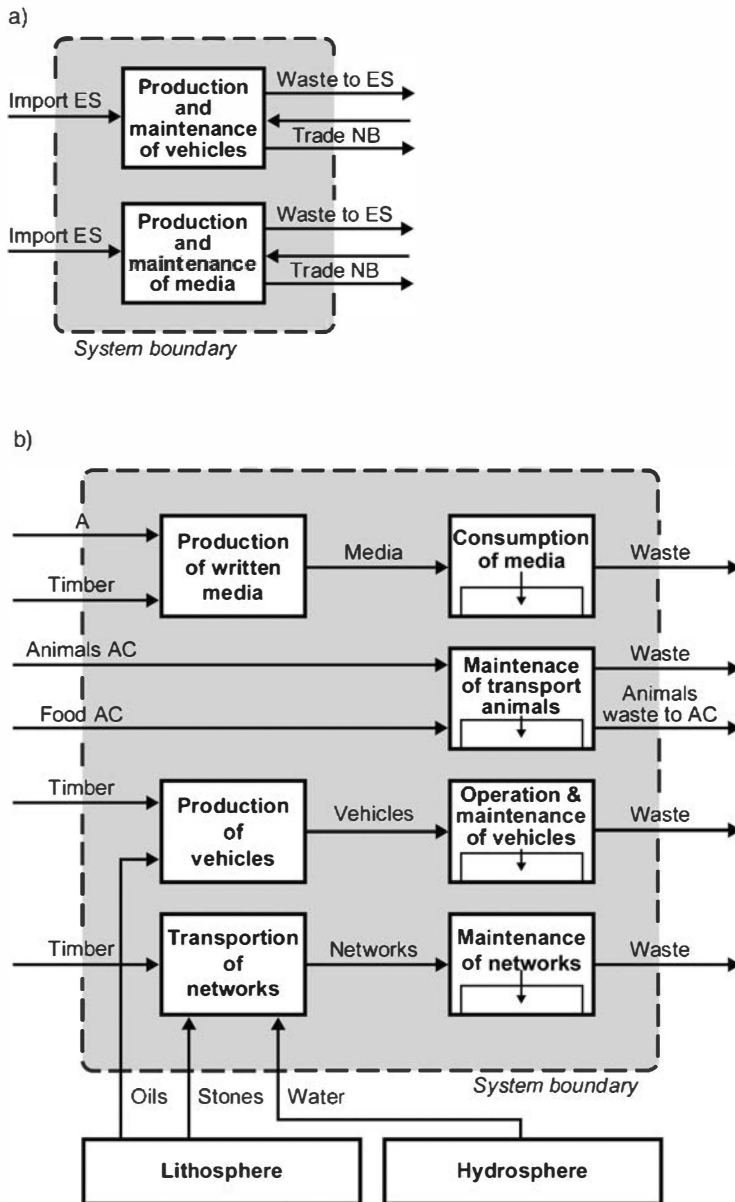 a)
Import ES
Production
and
maintenance
of vehicles
Waste to ES
Trade NB
Import ES
Production
and
maintenance
of media
Waste to ES
Trade NB
System boundary
b)
A
Timber
Production
of written
media
Media
Consumption
of media
Waste
Animals AC
Food AC
Maintenace
of transport
animals
Waste
Animals
waste to AC
Timber
Production
of
vehicles
Vehicles
Operation &
maintenance
of vehicles
Waste
Timber
Transportion
of
networks
Networks
Maintenance
of networks
Waste
System boundary
Oils
Stones
Water
Lithosphere
Hydrosphere